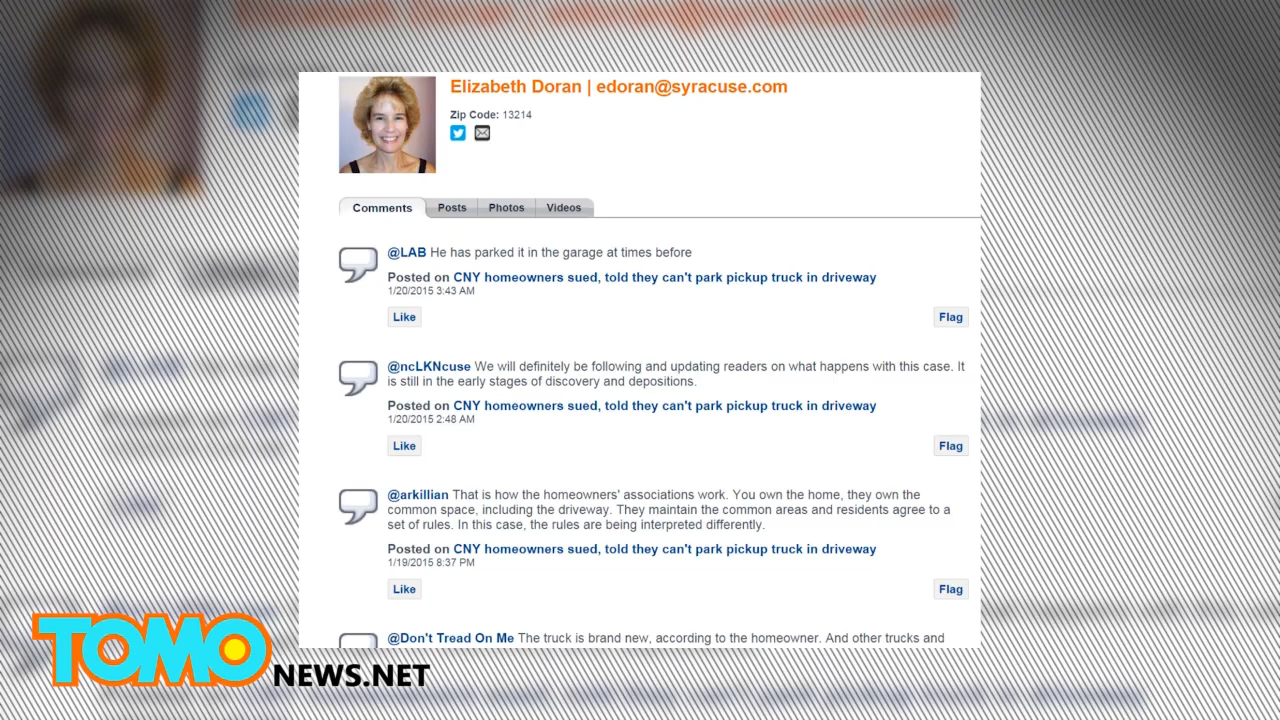 Elizabeth Doran | edoran@syracuse.com
Zip Code: 13214
Comments Posts Photos Videos
@LAB He has parked it in the garage at times before
Posted on CNY homeowners sued, told they can't park pickup truck in driveway
1/20/2015 3:43 AM
Like Flag
@ncLKNcuse We will definitely be following and updating readers on what happens with this case. It
is still in the early stages of discovery and depositions.
Posted on CNY homeowners sued, told they can't park pickup truck in driveway
1/20/2015 2:48 AM
Like Flag
@arkillian That is how the homeowners' associations work. You own the home, they own the
common space, including the driveway. They maintain the common areas and residents agree to a
set of rules. In this case, the rules are being interpreted differently.
Posted on CNY homeowners sued, told they can't park pickup truck in driveway
1/19/2015 8:37 PM
Like Flag
@Don't Tread On Me The truck is brand new, according to the homeowner. And other trucks and
TOMO
NEWS.NET